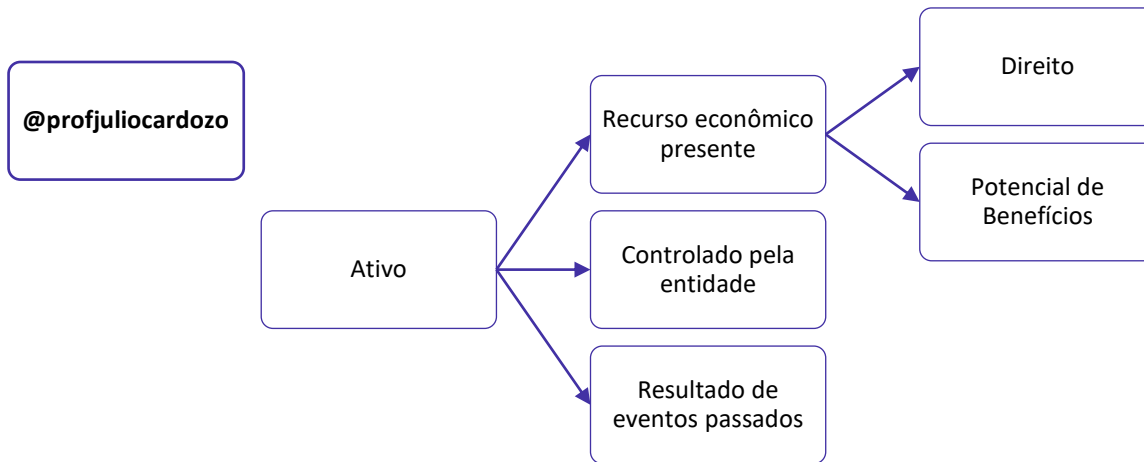 @profjuliocardozo
Ativo
Recurso econômico
presente
Controlado pela
entidade
Resultado de
eventos passados
Direito
Potencial de
Benefícios